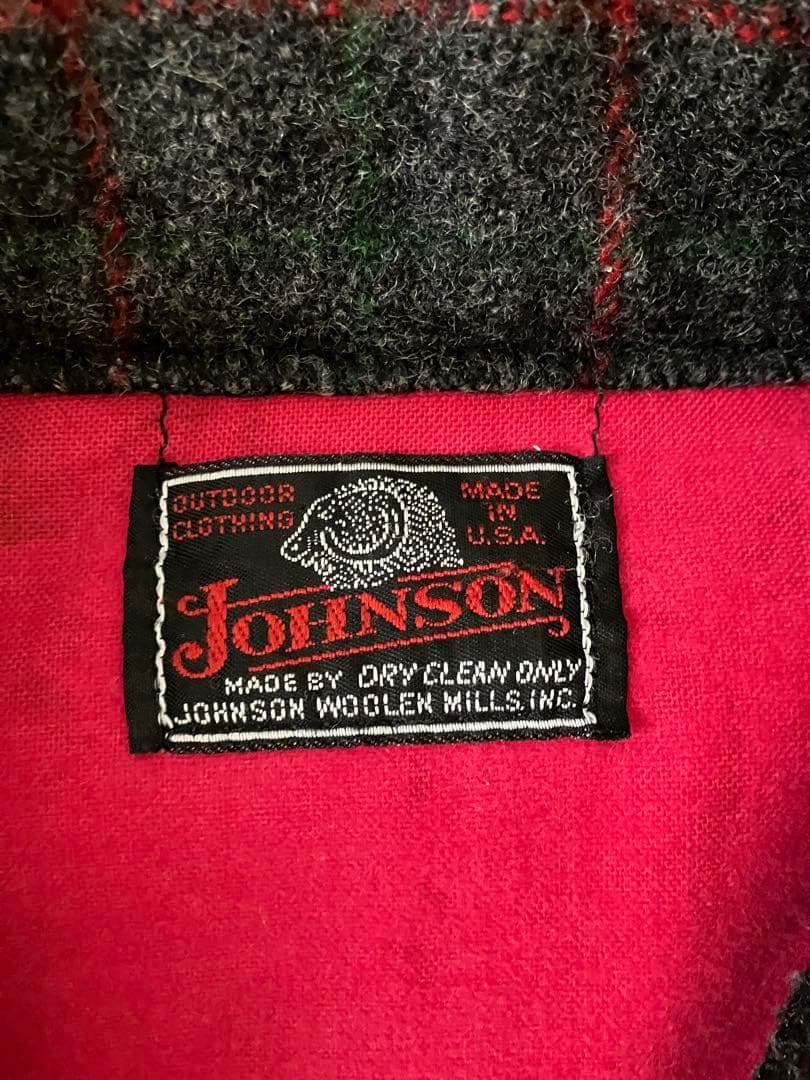 OUTDOOR
CLOTHING
MADE
IN
U.S.A.
JOHNSON
MADE BY DRY CLEAN ONLY
JOHNSON WOOLEN MILLS, INC.